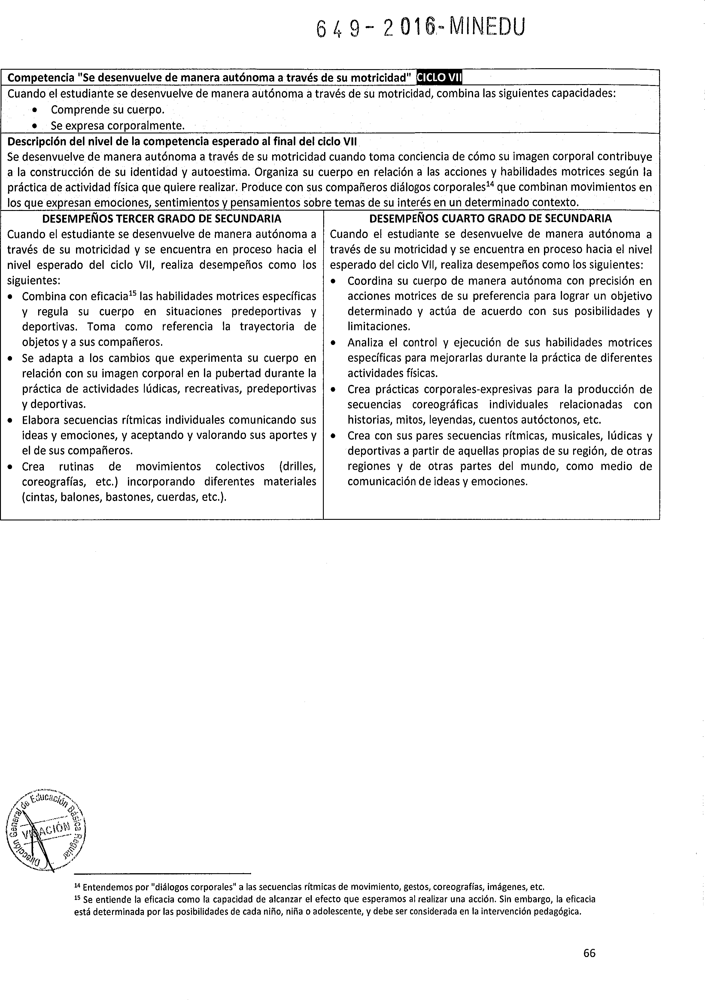 649-2016-MINEDU
Competencia "Se desenvuelve de manera autónoma a través de su motricidad" CICLO VII
Cuando el estudiante se desenvuelve de manera autónoma a través de su motricidad, combina las siguientes capacidades:
• Comprende su cuerpo.
• Se expresa corporalmente.
Descripción del nivel de la competencia esperado al final del ciclo VII
Se desenvuelve de manera autónoma a través de su motricidad cuando toma conciencia de cómo su imagen corporal contribuye
a la construcción de su identidad y autoestima. Organiza su cuerpo en relación a las acciones y habilidades motrices según la
práctica de actividad física que quiere realizar. Produce con sus compañeros diálogos corporales¹⁴ que combinan movimientos en
los que expresan emociones, sentimientos y pensamientos sobre temas de su interés en un determinado contexto.
DESEMPEÑOS TERCER GRADO DE SECUNDARIA
Cuando el estudiante se desenvuelve de manera autónoma a
través de su motricidad y se encuentra en proceso hacia el
nivel esperado del ciclo VII, realiza desempeños como los
siguientes:
• Combina con eficacia¹⁵ las habilidades motrices específicas
y regula su cuerpo en situaciones predeportivas y
deportivas. Toma como referencia la trayectoria de
objetos y a sus compañeros.
• Se adapta a los cambios que experimenta su cuerpo en
relación con su imagen corporal en la pubertad durante la
práctica de actividades lúdicas, recreativas, predeportivas
y deportivas.
• Elabora secuencias rítmicas individuales comunicando sus
ideas y emociones, y aceptando y valorando sus aportes y
el de sus compañeros.
• Crea rutinas de movimientos colectivos (drilles,
coreografías, etc.) incorporando diferentes materiales
(cintas, balones, bastones, cuerdas, etc.).
DESEMPEÑOS CUARTO GRADO DE SECUNDARIA
Cuando el estudiante se desenvuelve de manera autónoma a
través de su motricidad y se encuentra en proceso hacia el nivel
esperado del ciclo VII, realiza desempeños como los siguientes:
• Coordina su cuerpo de manera autónoma con precisión en
acciones motrices de su preferencia para lograr un objetivo
determinado y actúa de acuerdo con sus posibilidades y
limitaciones.
• Analiza el control y ejecución de sus habilidades motrices
específicas para mejorarlas durante la práctica de diferentes
actividades físicas.
• Crea prácticas corporales-expresivas para la producción de
secuencias coreográficas individuales relacionadas con
historias, mitos, leyendas, cuentos autóctonos, etc.
• Crea con sus pares secuencias rítmicas, musicales, lúdicas y
deportivas a partir de aquellas propias de su región, de otras
regiones y de otras partes del mundo, como medio de
comunicación de ideas y emociones.
Dirección General de Educación Básica Regular
VISACIÓN
¹⁴ Entendemos por "diálogos corporales" a las secuencias rítmicas de movimiento, gestos, coreografías, imágenes, etc.
¹⁵ Se entiende la eficacia como la capacidad de alcanzar el efecto que esperamos al realizar una acción. Sin embargo, la eficacia
está determinada por las posibilidades de cada niño, niña o adolescente, y debe ser considerada en la intervención pedagógica.
66